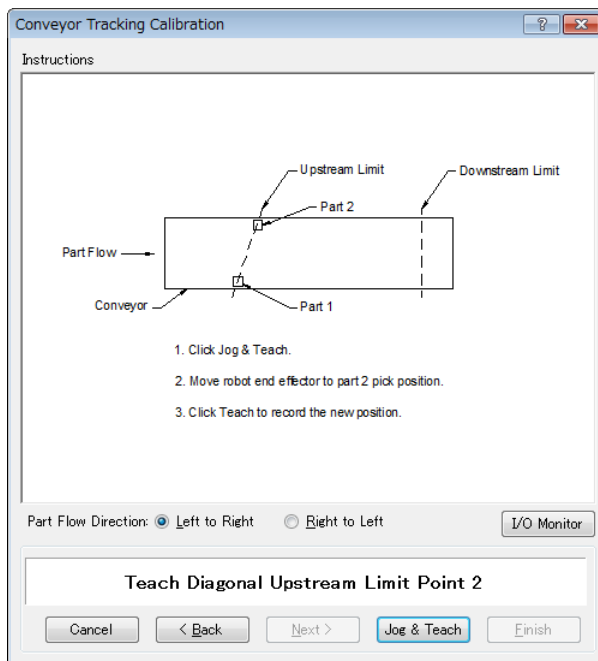 Conveyor Tracking Calibration
Instructions
Upstream Limit
Downstream Limit
Part 2
Part Flow
Conveyor
Part 1
1. Click Jog & Teach.
2. Move robot end effector to part 2 pick position.
3. Click Teach to record the new position.
Part Flow Direction: Left to Right Right to Left I/O Monitor
Teach Diagonal Upstream Limit Point 2
Cancel < Back Next > Jog & Teach Finish